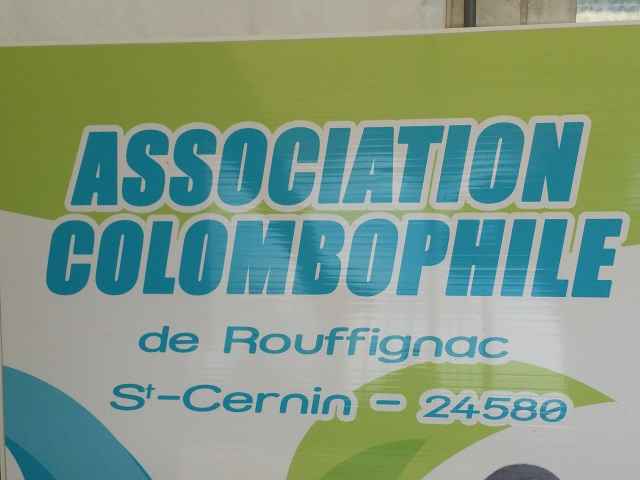 ASSOCIATION
COLOMBOPHILE
de Rouffignac
St-Cernin - 24580